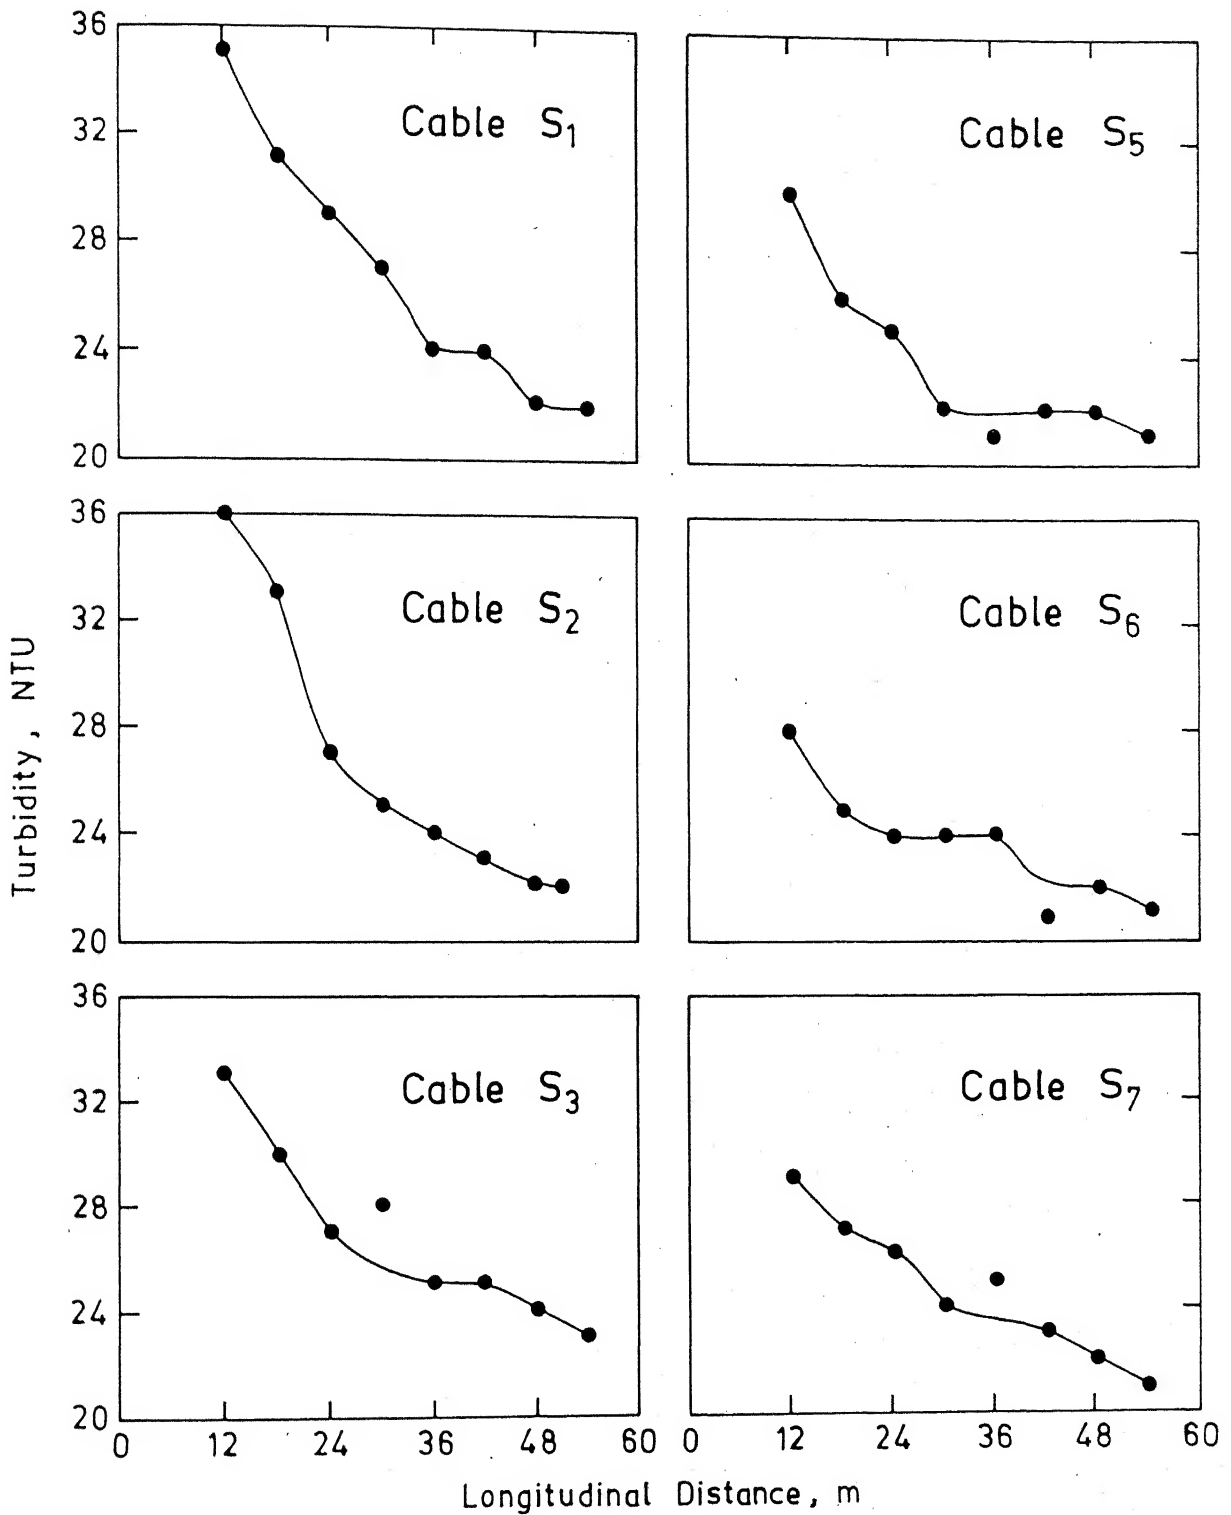 36
32
28
24
20
Cable S₁
Cable S₅
36
32
28
24
20
Cable S₂
Cable S₆
36
32
28
24
20
Cable S₃
Cable S₇
0 12 24 36 48 60
0 12 24 36 48 60
Turbidity, NTU
Longitudinal Distance, m